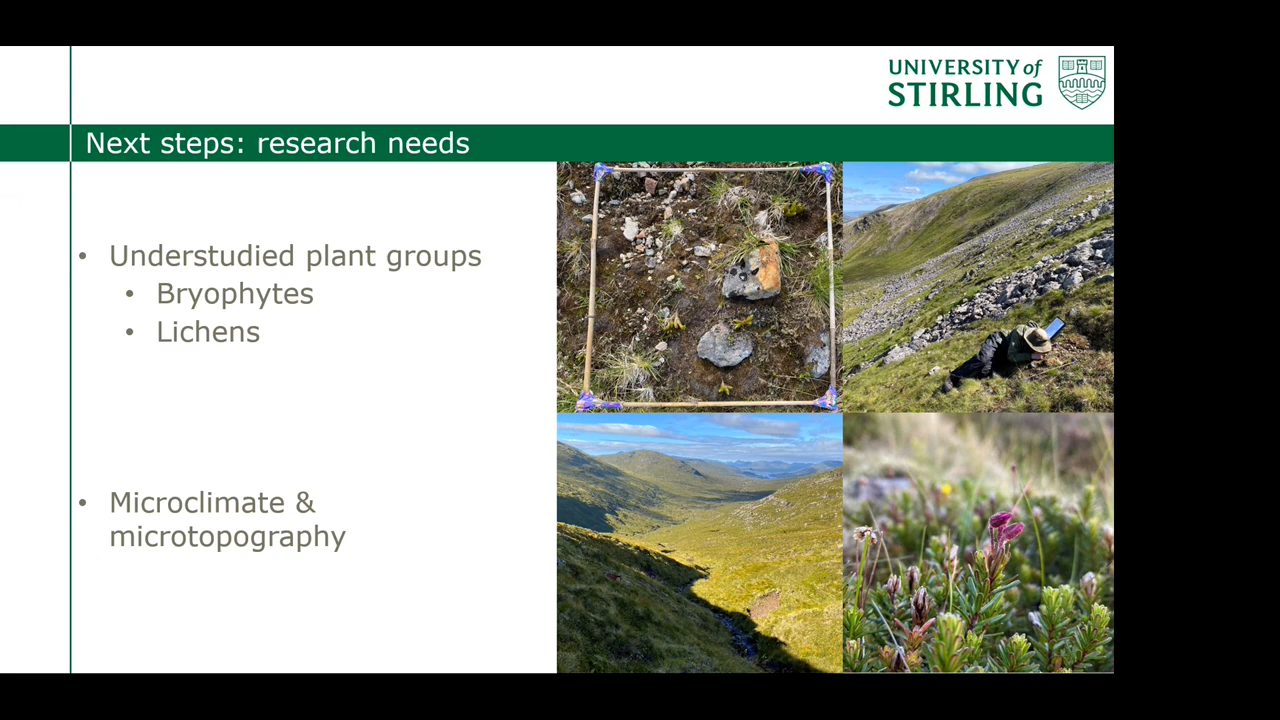 UNIVERSITY of
STIRLING
Next steps: research needs
• Understudied plant groups
• Bryophytes
• Lichens
• Microclimate &
microtopography